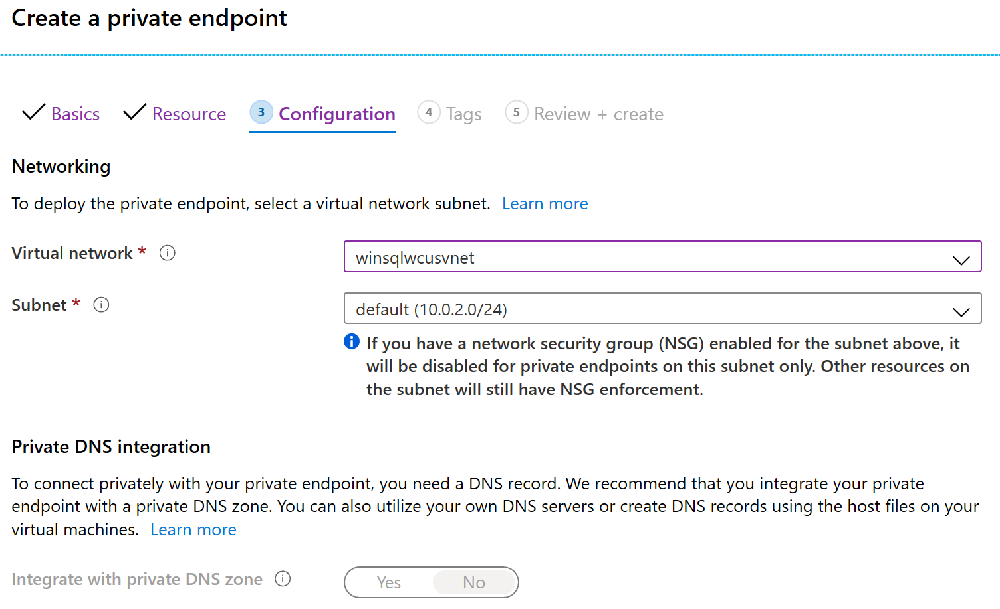 Create a private endpoint
Basics Resource 3 Configuration 4 Tags 5 Review + create
Networking
To deploy the private endpoint, select a virtual network subnet. Learn more
Virtual network * i winsqlwcusvnet
Subnet * i default (10.0.2.0/24)
i If you have a network security group (NSG) enabled for the subnet above, it
will be disabled for private endpoints on this subnet only. Other resources on
the subnet will still have NSG enforcement.
Private DNS integration
To connect privately with your private endpoint, you need a DNS record. We recommend that you integrate your private
endpoint with a private DNS zone. You can also utilize your own DNS servers or create DNS records using the host files on your
virtual machines. Learn more
Integrate with private DNS zone i Yes No